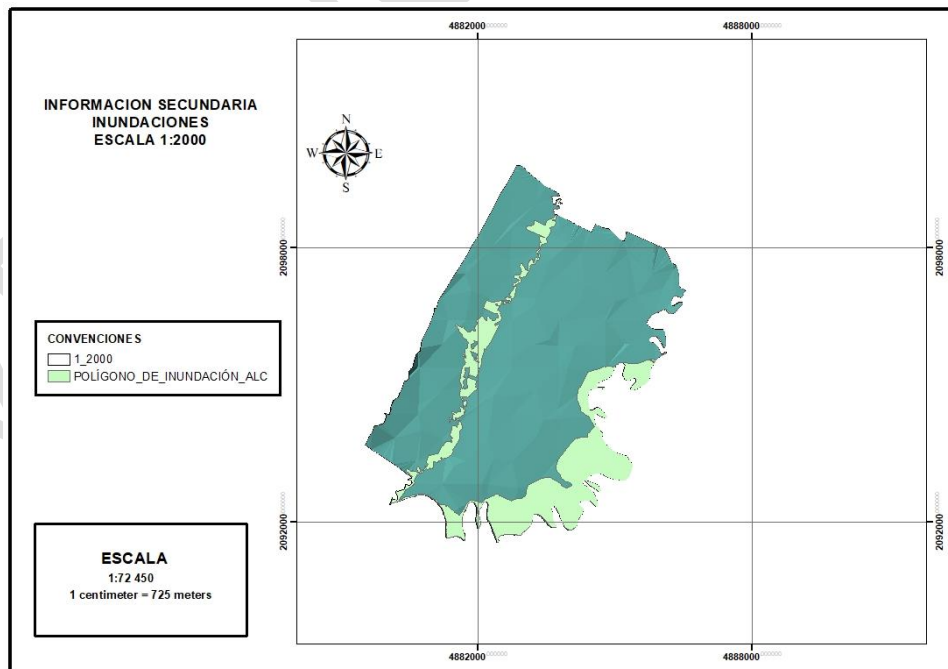 INFORMACION SECUNDARIA
INUNDACIONES
ESCALA 1:2000
N
W E
S
4882000 4888000
2098000 2098000
CONVENCIONES
1_2000
POLÍGONO_DE_INUNDACIÓN_ALC
2092000 2092000
ESCALA
1:72 450
1 centimeter = 725 meters
4882000 4888000